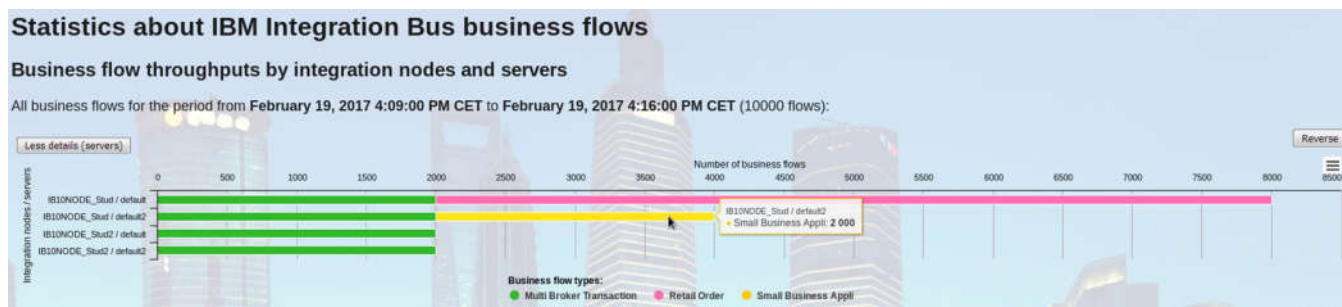 Statistics about IBM Integration Bus business flows
Business flow throughputs by integration nodes and servers
All business flows for the period from February 19, 2017 4:09:00 PM CET to February 19, 2017 4:16:00 PM CET (10000 flows):
Less details (servers)
Reverse
Number of business flows
0 500 1000 1500 2000 2500 3000 3500 4000 4500 5000 5500 6000 6500 7000 7500 8000 8500
Integration nodes / servers
IB10NODE_Stud / default
IB10NODE_Stud / default2
IB10NODE_Stud2 / default
IB10NODE_Stud2 / default2
IB10NODE_Stud / default2
Small Business Appli: 2 000
Business flow types:
Multi Broker Transaction Retail Order Small Business Appli